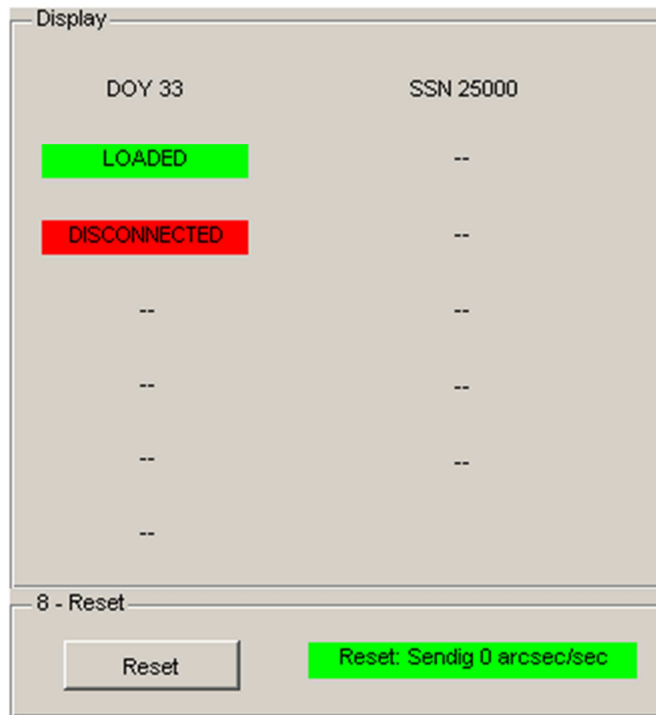 Display
DOY 33 SSN 25000
LOADED --
DISCONNECTED --
-- --
-- --
-- --
--
8 - Reset
Reset Reset: Sendig 0 arcsec/sec